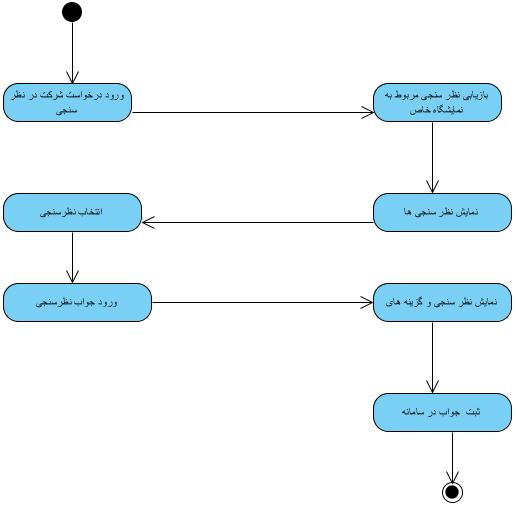 ورود درخواست شرکت در نظر
سنجی
بازیابی نظر سنجی مربوط به
نمایشگاه خاص
نمایش نظر سنجی ها
انتخاب نظرسنجی
ورود جواب نظرسنجی
نمایش نظر سنجی و گزینه های
ثبت جواب در سامانه